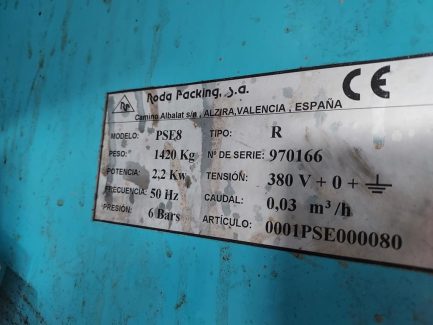 Roda Packing, s.a.
CE
Camino Albalat s/n , ALZIRA,VALENCIA , ESPAÑA
MODELO: PSE8 TIPO: R
PESO: 1420 Kg Nº DE SERIE: 970166
POTENCIA: 2,2 Kw TENSIÓN: 380 V + 0 +
FRECUENCIA: 50 Hz CAUDAL: 0,03 m³/h
PRESIÓN: 6 Bars ARTÍCULO: 0001PSE000080